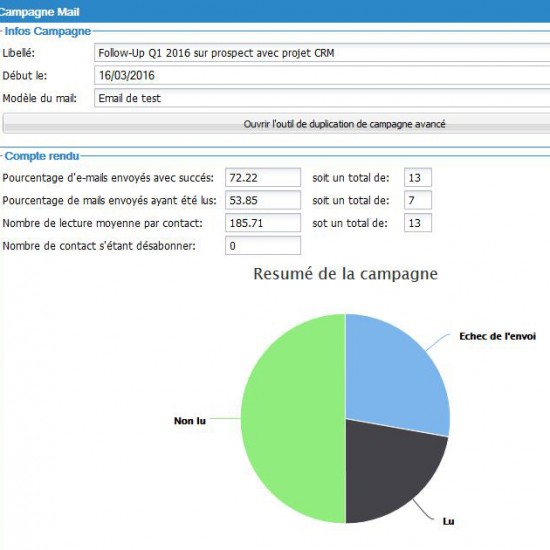 Campagne Mail
Infos Campagne
Libellé: Follow-Up Q1 2016 sur prospect avec projet CRM
Début le: 16/03/2016
Modèle du mail: Email de test
Ouvrir l'outil de duplication de campagne avancé
Compte rendu
Pourcentage d'e-mails envoyés avec succés: 72.22 soit un total de: 13
Pourcentage de mails envoyés ayant été lus: 53.85 soit un total de: 7
Nombre de lecture moyenne par contact: 185.71 sot un total de: 13
Nombre de contact s'étant désabonner: 0
Resumé de la campagne
Echec de l'envoi
Non lu
Lu